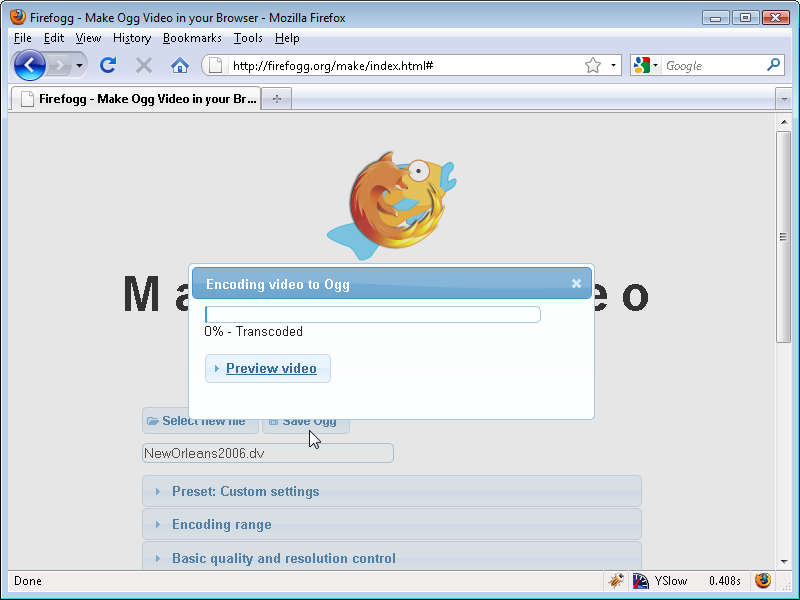 Firefogg - Make Ogg Video in your Browser - Mozilla Firefox
File Edit View History Bookmarks Tools Help
http://firefogg.org/make/index.html#
Google
Firefogg - Make Ogg Video in your Br...
M a eo
Encoding video to Ogg
0% - Transcoded
Preview video
Select new file Save Ogg
NewOrleans2006.dv
Preset: Custom settings
Encoding range
Basic quality and resolution control
Done YSlow 0.408s